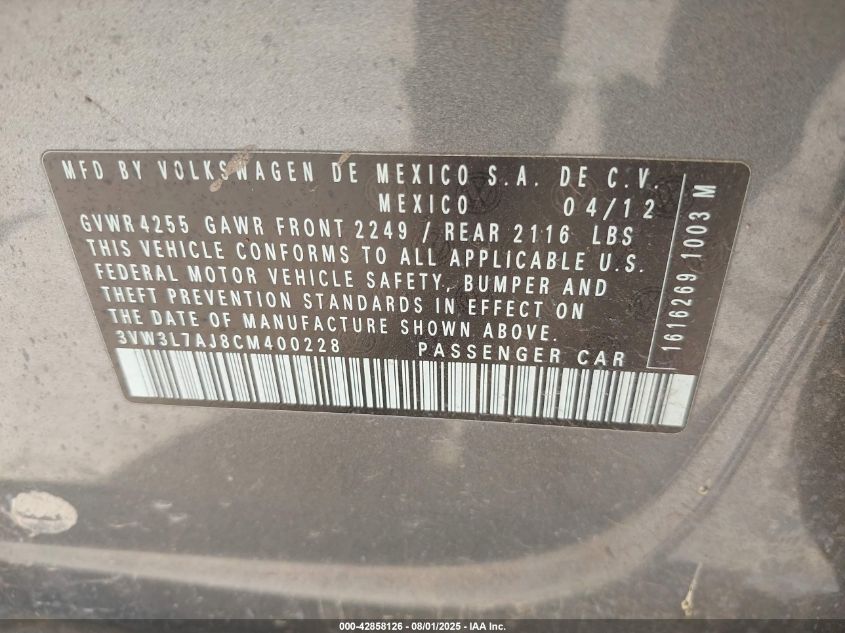 MFD BY VOLKSWAGEN DE MEXICO S.A. DE C.V.
MEXICO 04/12
GVWR 4255 GAWR FRONT 2249 / REAR 2116 LBS
THIS VEHICLE CONFORMS TO ALL APPLICABLE U.S.
FEDERAL MOTOR VEHICLE SAFETY, BUMPER AND
THEFT PREVENTION STANDARDS IN EFFECT ON
THE DATE OF MANUFACTURE SHOWN ABOVE.
3VW3L7AJ8CM400228 PASSENGER CAR
1616269 1003 M
000-42858126 - 08/01/2025 - IAA Inc.